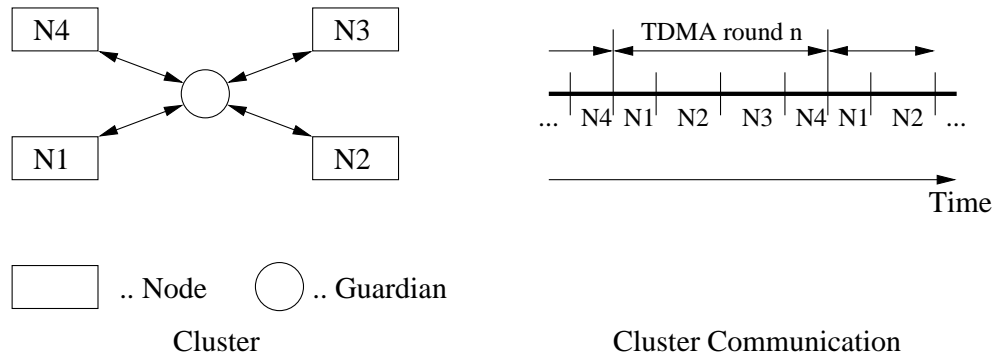 N4
N3
N1
N2
.. Node
.. Guardian
Cluster
TDMA round n
... N4 N1 N2 N3 N4 N1 N2 ...
Time
Cluster Communication